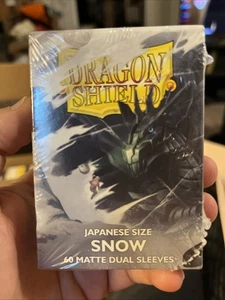 DRAGON
SHIELD
JAPANESE SIZE
SNOW
60 MATTE DUAL SLEEVES